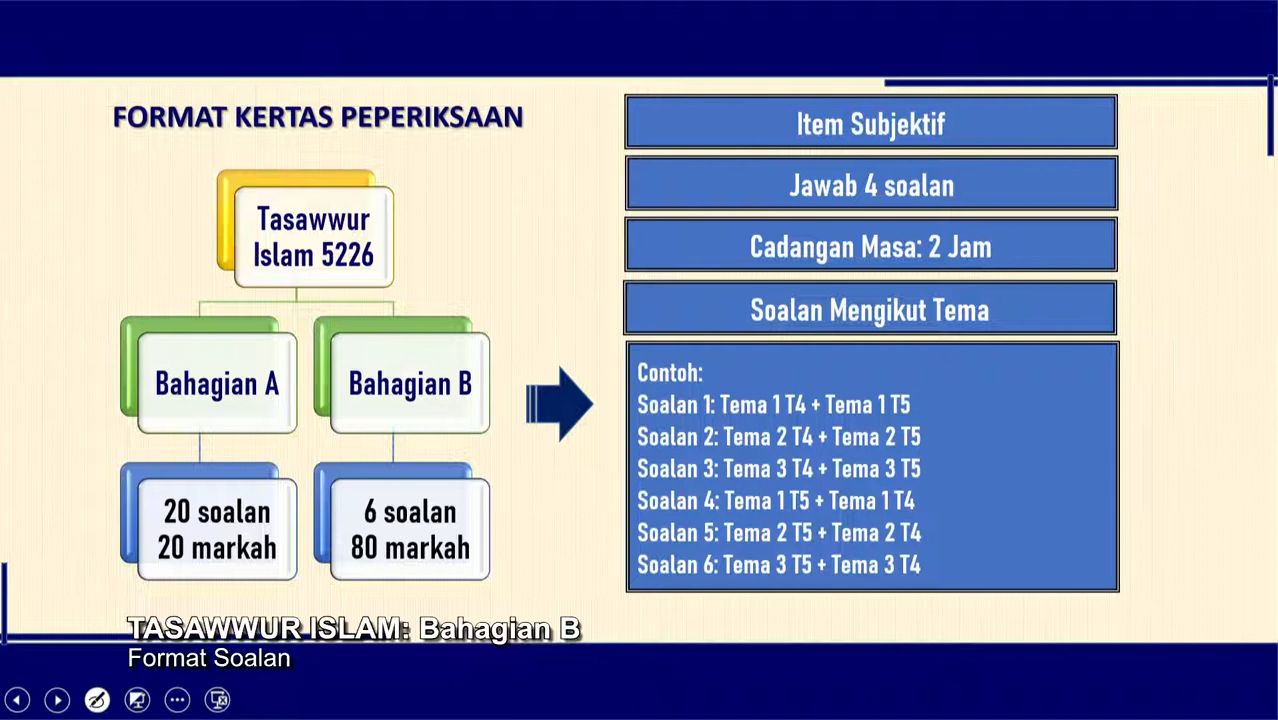 FORMAT KERTAS PEPERIKSAAN
Tasawwur
Islam 5226
Bahagian A
Bahagian B
20 soalan
20 markah
6 soalan
80 markah
Item Subjektif
Jawab 4 soalan
Cadangan Masa: 2 Jam
Soalan Mengikut Tema
Contoh:
Soalan 1: Tema 1 T4 + Tema 1 T5
Soalan 2: Tema 2 T4 + Tema 2 T5
Soalan 3: Tema 3 T4 + Tema 3 T5
Soalan 4: Tema 1 T5 + Tema 1 T4
Soalan 5: Tema 2 T5 + Tema 2 T4
Soalan 6: Tema 3 T5 + Tema 3 T4
TASAWWUR ISLAM: Bahagian B
Format Soalan